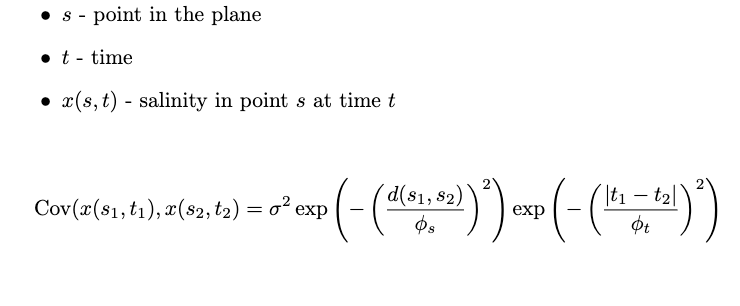 • s - point in the plane
• t - time
• x(s, t) - salinity in point s at time t
Cov(x(s₁, t₁), x(s₂, t₂) = σ² exp(−(d(s₁, s₂)/ϕₛ)²) exp(−(|t₁ − t₂|/ϕₜ)²)